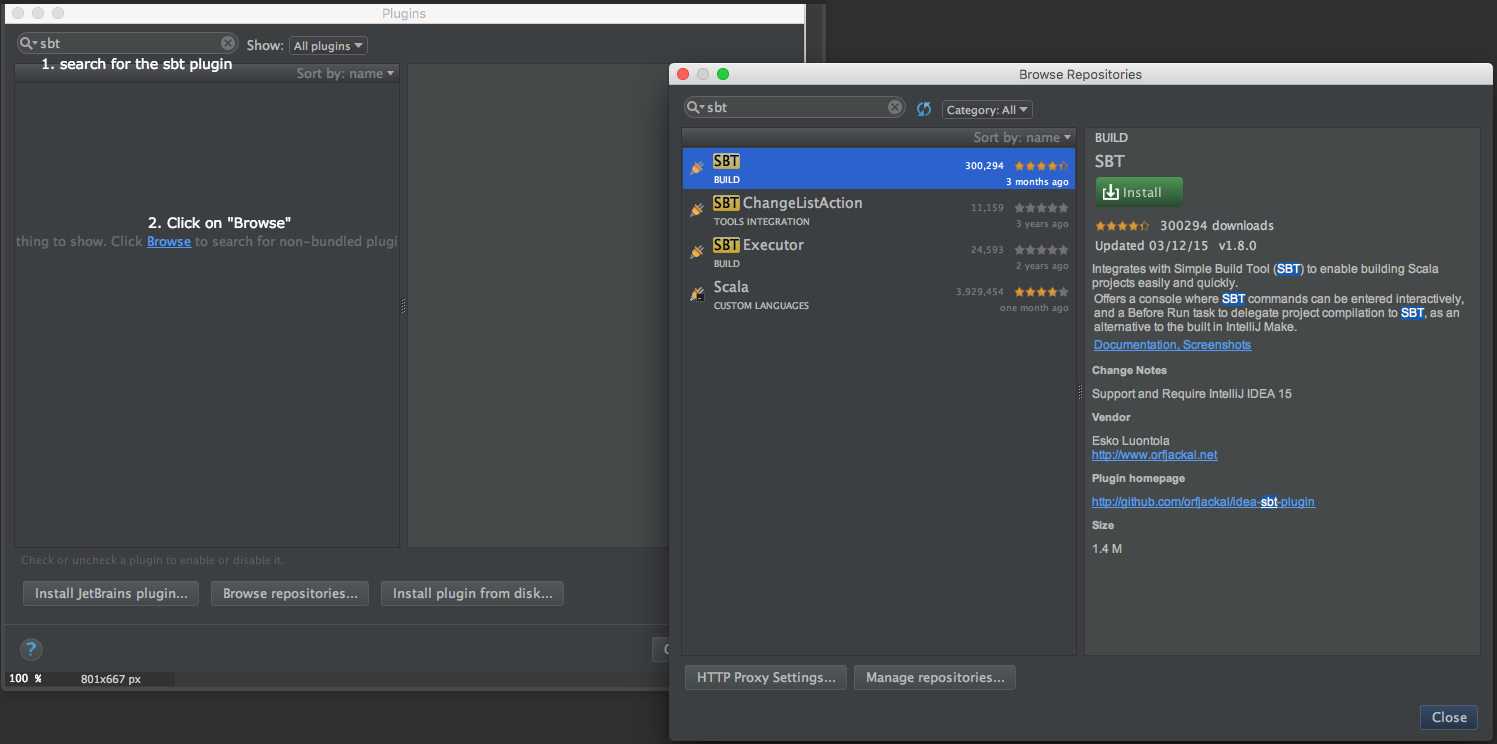 Plugins
sbt
Show: All plugins
1. search for the sbt plugin
Sort by: name
2. Click on "Browse"
thing to show. Click Browse to search for non-bundled plugi
Check or uncheck a plugin to enable or disable it.
Install JetBrains plugin...
Browse repositories...
Install plugin from disk...
?
100 %
801x667 px
Browse Repositories
sbt
Category: All
Sort by: name
SBT
300,294
BUILD
3 months ago
SBT ChangeListAction
11,159
TOOLS INTEGRATION
3 years ago
SBT Executor
24,593
BUILD
2 years ago
Scala
3,929,454
CUSTOM LANGUAGES
one month ago
BUILD
SBT
Install
300294 downloads
Updated 03/12/15 v1.8.0
Integrates with Simple Build Tool (SBT) to enable building Scala
projects easily and quickly.
Offers a console where SBT commands can be entered interactively,
and a Before Run task to delegate project compilation to SBT, as an
alternative to the built in IntelliJ Make.
Documentation, Screenshots
Change Notes
Support and Require IntelliJ IDEA 15
Vendor
Esko Luontola
http://www.orfjackal.net
Plugin homepage
http://github.com/orfjackal/idea-sbt-plugin
Size
1.4 M
HTTP Proxy Settings...
Manage repositories...
Close